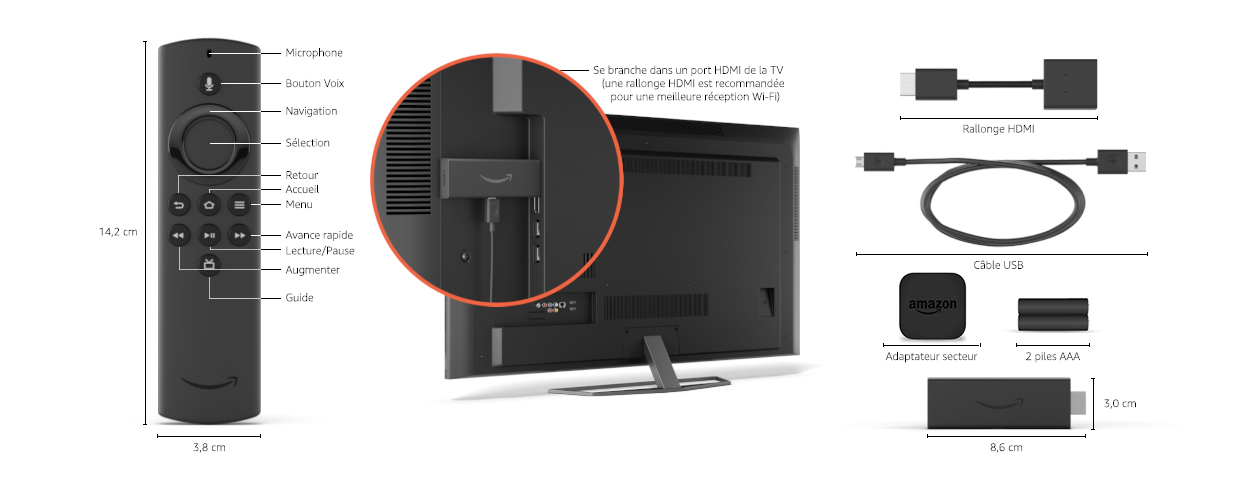 Microphone
Bouton Voix
Navigation
Sélection
Retour
Accueil
Menu
Avance rapide
Lecture/Pause
Augmenter
Guide
14,2 cm
3,8 cm
Se branche dans un port HDMI de la TV
(une rallonge HDMI est recommandée
pour une meilleure réception Wi-Fi)
Rallonge HDMI
Câble USB
amazon
Adaptateur secteur
2 piles AAA
3,0 cm
8,6 cm